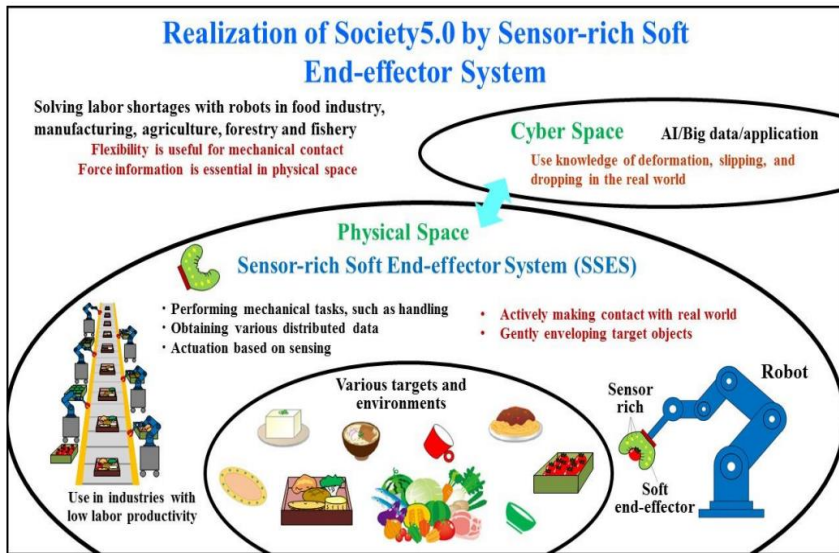 Realization of Society5.0 by Sensor-rich Soft
End-effector System
Solving labor shortages with robots in food industry,
manufacturing, agriculture, forestry and fishery
Flexibility is useful for mechanical contact
Force information is essential in physical space
Cyber Space
AI/Big data/application
Use knowledge of deformation, slipping, and
dropping in the real world
Physical Space
Sensor-rich Soft End-effector System (SSES)
・Performing mechanical tasks, such as handling
・Obtaining various distributed data
・Actuation based on sensing
• Actively making contact with real world
• Gently enveloping target objects
Various targets and
environments
Robot
Sensor
rich
Soft
end-effector
Use in industries with
low labor productivity